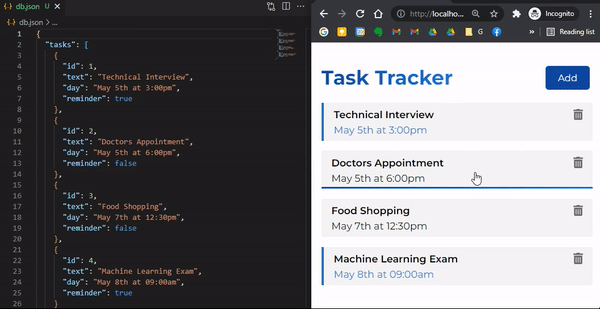 db.json U
db.json > ...
1 {
2 "tasks": [
3 {
4 "id": 1,
5 "text": "Technical Interview",
6 "day": "May 5th at 3:00pm",
7 "reminder": true
8 },
9 {
10 "id": 2,
11 "text": "Doctors Appointment",
12 "day": "May 5th at 6:00pm",
13 "reminder": false
14 },
15 {
16 "id": 3,
17 "text": "Food Shopping",
18 "day": "May 7th at 12:30pm",
19 "reminder": false
20 },
21 {
22 "id": 4,
23 "text": "Machine Learning Exam",
24 "day": "May 8th at 09:00am",
25 "reminder": true
26 }
http://localho...
Incognito
G
Reading list
Task Tracker
Add
Technical Interview
May 5th at 3:00pm
Doctors Appointment
May 5th at 6:00pm
Food Shopping
May 7th at 12:30pm
Machine Learning Exam
May 8th at 09:00am